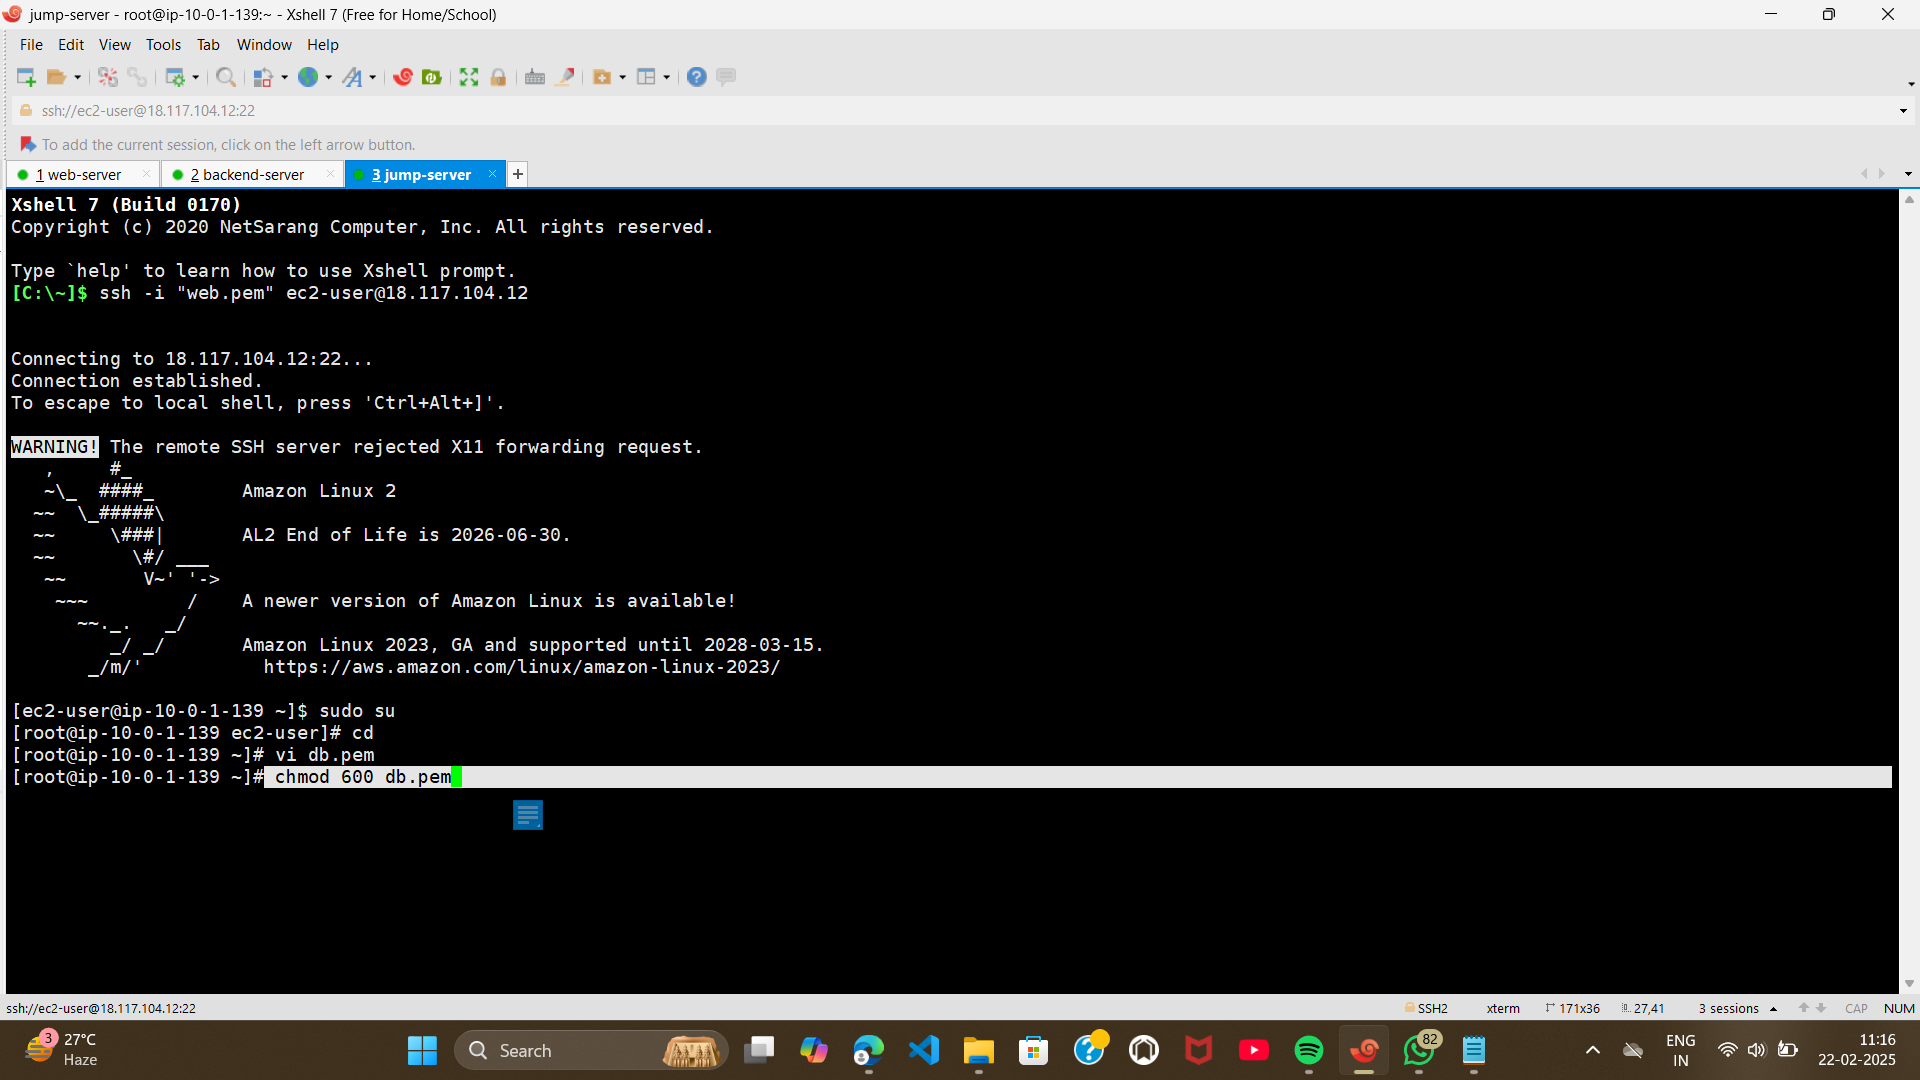 jump-server - root@ip-10-0-1-139:~ - Xshell 7 (Free for Home/School)
File Edit View Tools Tab Window Help
ssh://ec2-user@18.117.104.12:22
To add the current session, click on the left arrow button.
1 web-server 2 backend-server 3 jump-server +
Xshell 7 (Build 0170)
Copyright (c) 2020 NetSarang Computer, Inc. All rights reserved.
Type `help' to learn how to use Xshell prompt.
[C:\~]$ ssh -i "web.pem" ec2-user@18.117.104.12
Connecting to 18.117.104.12:22...
Connection established.
To escape to local shell, press 'Ctrl+Alt+]'.
WARNING! The remote SSH server rejected X11 forwarding request.
   ,     #_
   ~\_  ####_        Amazon Linux 2
  ~~  \_#####\
  ~~     \###|       AL2 End of Life is 2026-06-30.
  ~~       \#/ ___
   ~~       V~' '->
    ~~~         /    A newer version of Amazon Linux is available!
      ~~._.   _/
         _/ _/       Amazon Linux 2023, GA and supported until 2028-03-15.
       _/m/'           https://aws.amazon.com/linux/amazon-linux-2023/
[ec2-user@ip-10-0-1-139 ~]$ sudo su
[root@ip-10-0-1-139 ec2-user]# cd
[root@ip-10-0-1-139 ~]# vi db.pem
[root@ip-10-0-1-139 ~]# chmod 600 db.pem
ssh://ec2-user@18.117.104.12:22 SSH2 xterm 171x36 27,41 3 sessions CAP NUM
3 27°C
Haze
Search
82
ENG
IN
11:16
22-02-2025